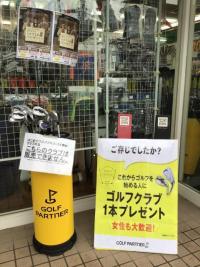 こちらのクラブは
販売できません。
GOLF
PARTNER
ご存じでしたか?
これからゴルフを
始める人に
ゴルフクラブ
1本プレゼント
女性も大歓迎!
GOLF PARTNER